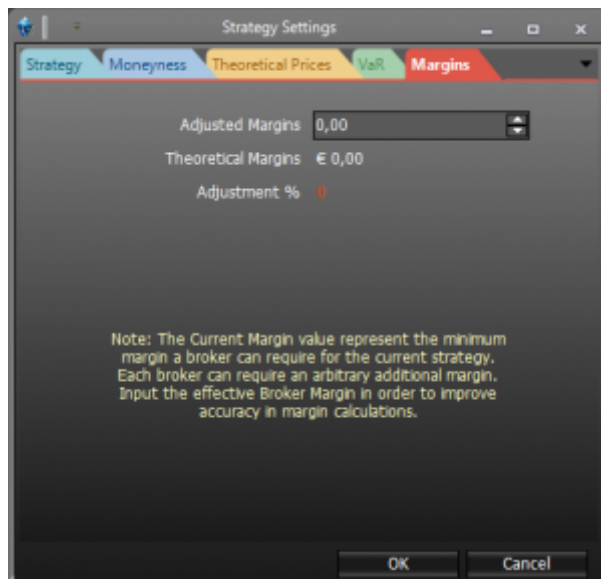 Strategy Settings
Strategy Moneyness Theoretical Prices VaR Margins
Adjusted Margins 0,00
Theoretical Margins € 0,00
Adjustment % 0
Note: The Current Margin value represent the minimum
margin a broker can require for the current strategy.
Each broker can require an arbitrary additional margin.
Input the effective Broker Margin in order to improve
accuracy in margin calculations.
OK Cancel